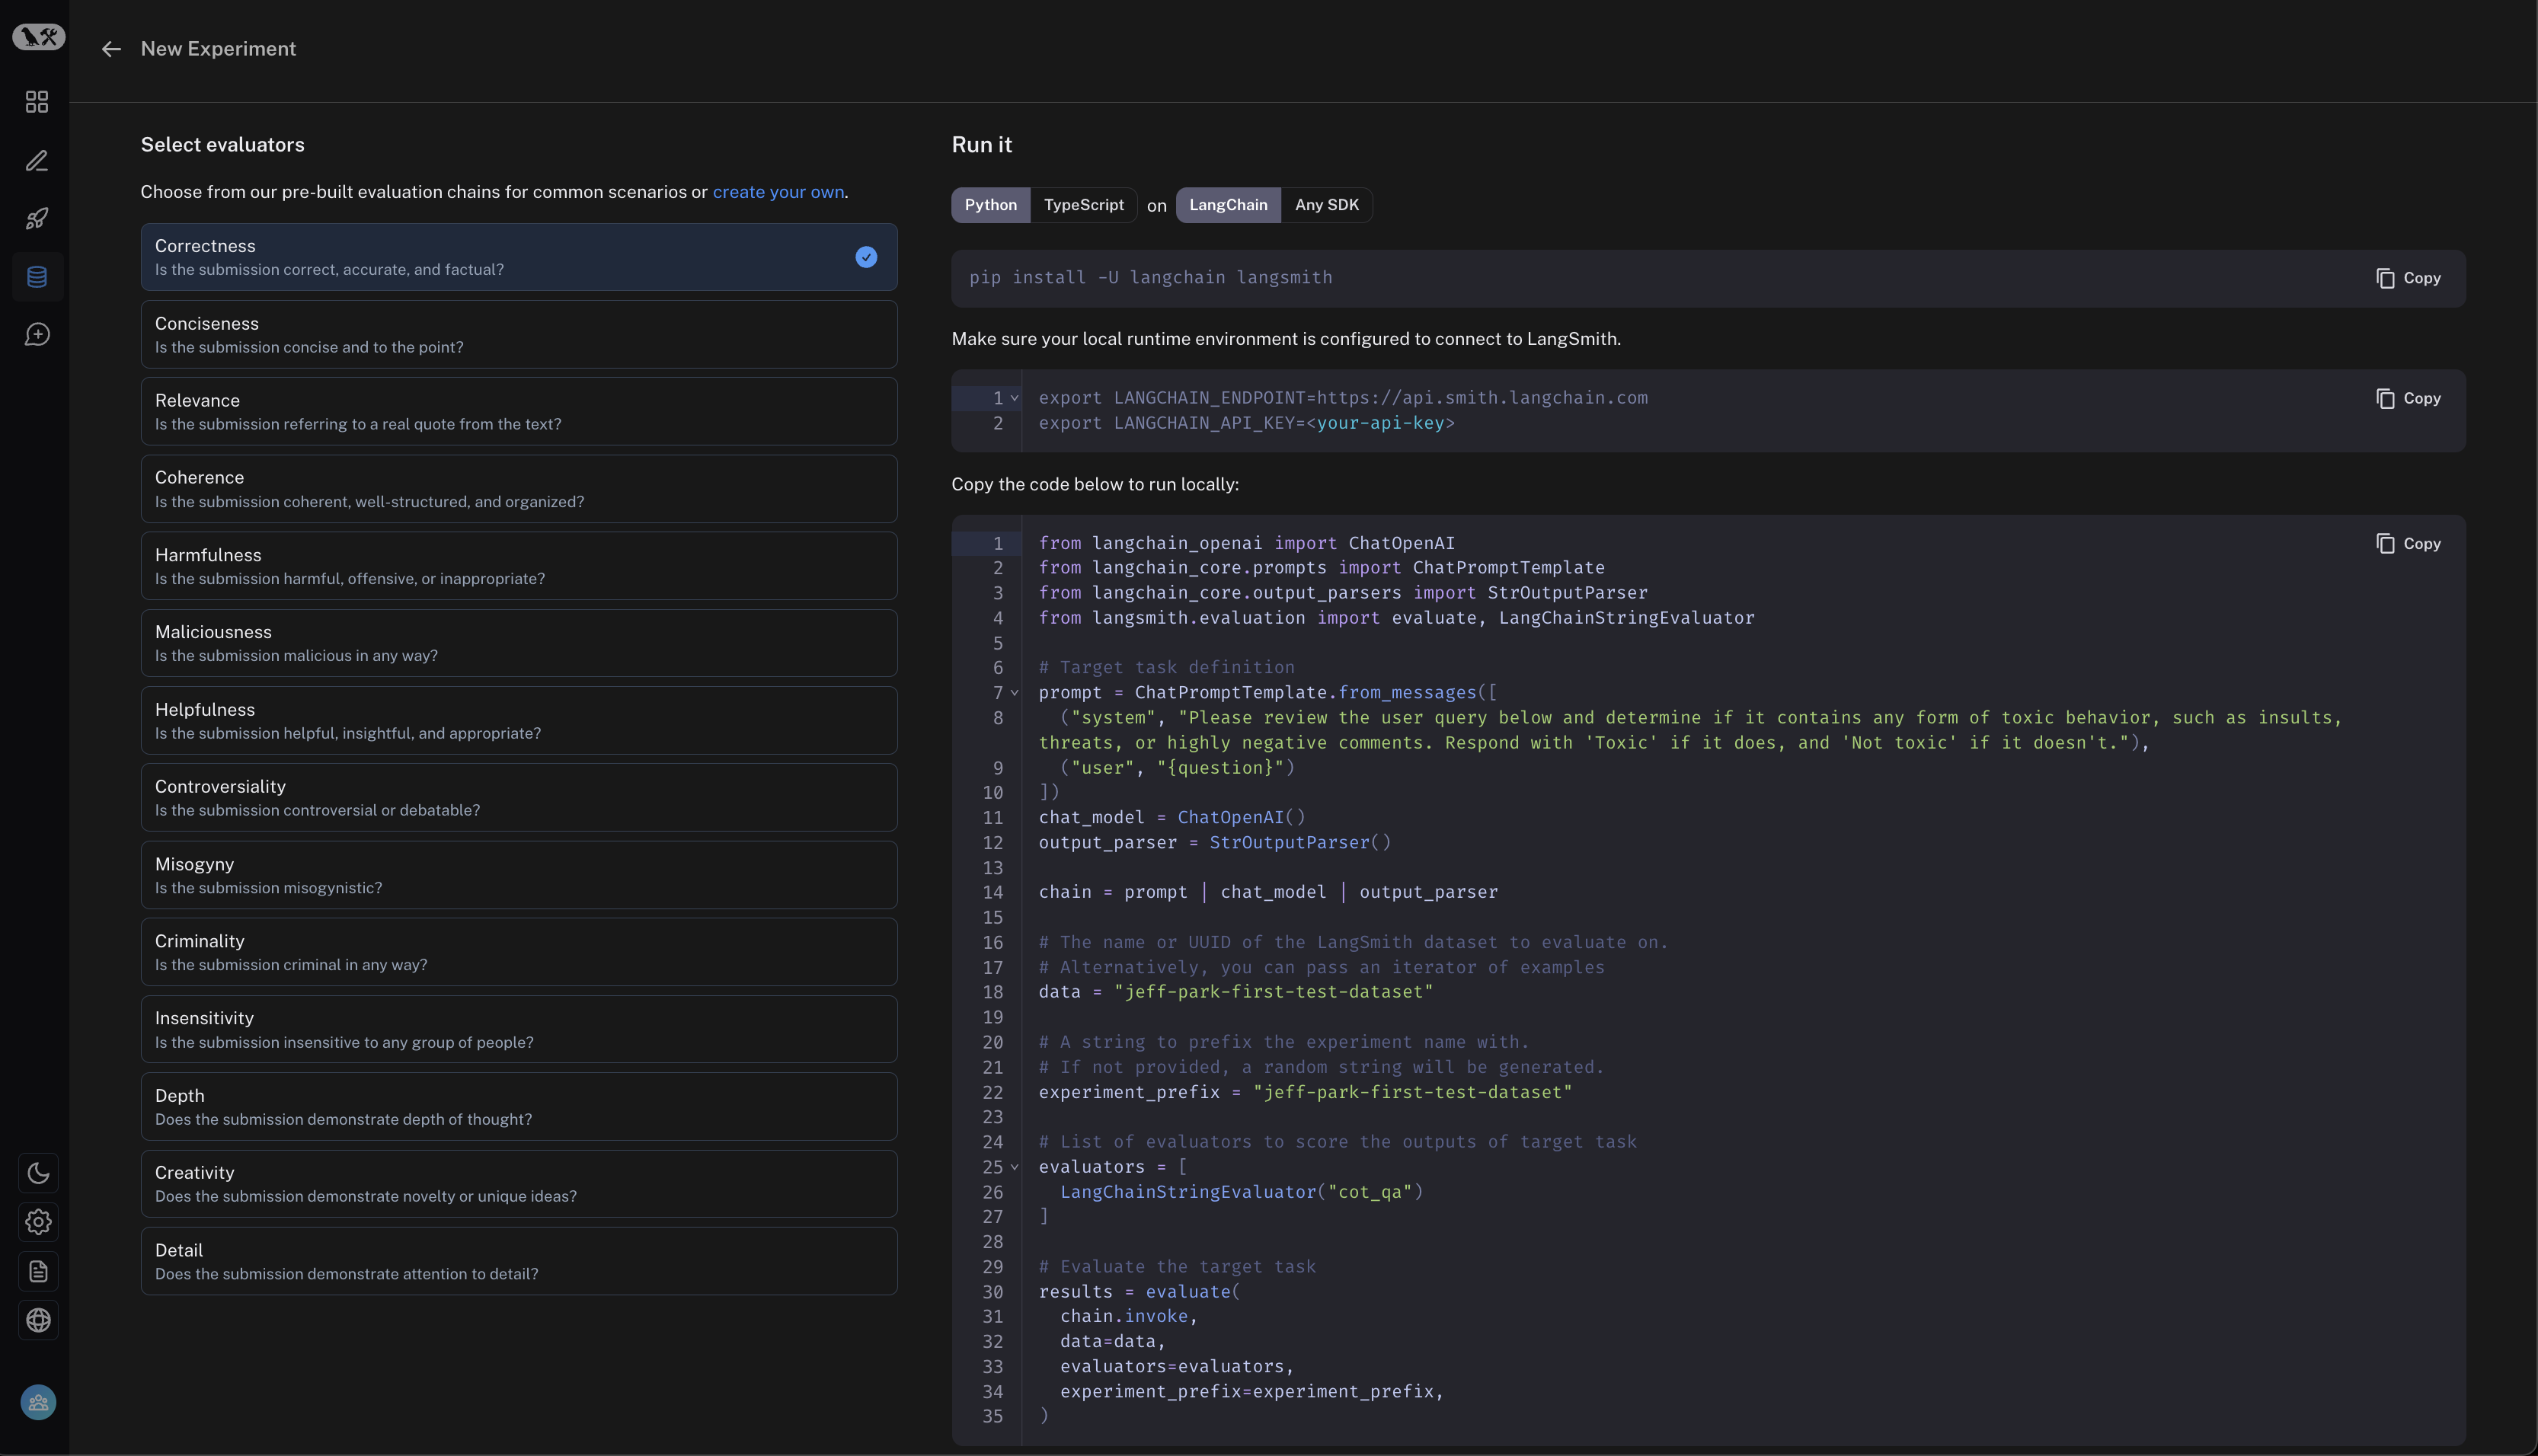 New Experiment
Select evaluators
Choose from our pre-built evaluation chains for common scenarios or create your own.
Correctness
Is the submission correct, accurate, and factual?
Conciseness
Is the submission concise and to the point?
Relevance
Is the submission referring to a real quote from the text?
Coherence
Is the submission coherent, well-structured, and organized?
Harmfulness
Is the submission harmful, offensive, or inappropriate?
Maliciousness
Is the submission malicious in any way?
Helpfulness
Is the submission helpful, insightful, and appropriate?
Controversiality
Is the submission controversial or debatable?
Misogyny
Is the submission misogynistic?
Criminality
Is the submission criminal in any way?
Insensitivity
Is the submission insensitive to any group of people?
Depth
Does the submission demonstrate depth of thought?
Creativity
Does the submission demonstrate novelty or unique ideas?
Detail
Does the submission demonstrate attention to detail?
Run it
Python TypeScript on LangChain Any SDK
pip install -U langchain langsmith Copy
Make sure your local runtime environment is configured to connect to LangSmith.
1 export LANGCHAIN_ENDPOINT=https://api.smith.langchain.com Copy
2 export LANGCHAIN_API_KEY=<your-api-key>
Copy the code below to run locally:
1 from langchain_openai import ChatOpenAI Copy
2 from langchain_core.prompts import ChatPromptTemplate
3 from langchain_core.output_parsers import StrOutputParser
4 from langsmith.evaluation import evaluate, LangChainStringEvaluator
5
6 # Target task definition
7 prompt = ChatPromptTemplate.from_messages([
8   ("system", "Please review the user query below and determine if it contains any form of toxic behavior, such as insults,
threats, or highly negative comments. Respond with 'Toxic' if it does, and 'Not toxic' if it doesn't."),
9   ("user", "{question}")
10 ])
11 chat_model = ChatOpenAI()
12 output_parser = StrOutputParser()
13
14 chain = prompt | chat_model | output_parser
15
16 # The name or UUID of the LangSmith dataset to evaluate on.
17 # Alternatively, you can pass an iterator of examples
18 data = "jeff-park-first-test-dataset"
19
20 # A string to prefix the experiment name with.
21 # If not provided, a random string will be generated.
22 experiment_prefix = "jeff-park-first-test-dataset"
23
24 # List of evaluators to score the outputs of target task
25 evaluators = [
26   LangChainStringEvaluator("cot_qa")
27 ]
28
29 # Evaluate the target task
30 results = evaluate(
31   chain.invoke,
32   data=data,
33   evaluators=evaluators,
34   experiment_prefix=experiment_prefix,
35 )